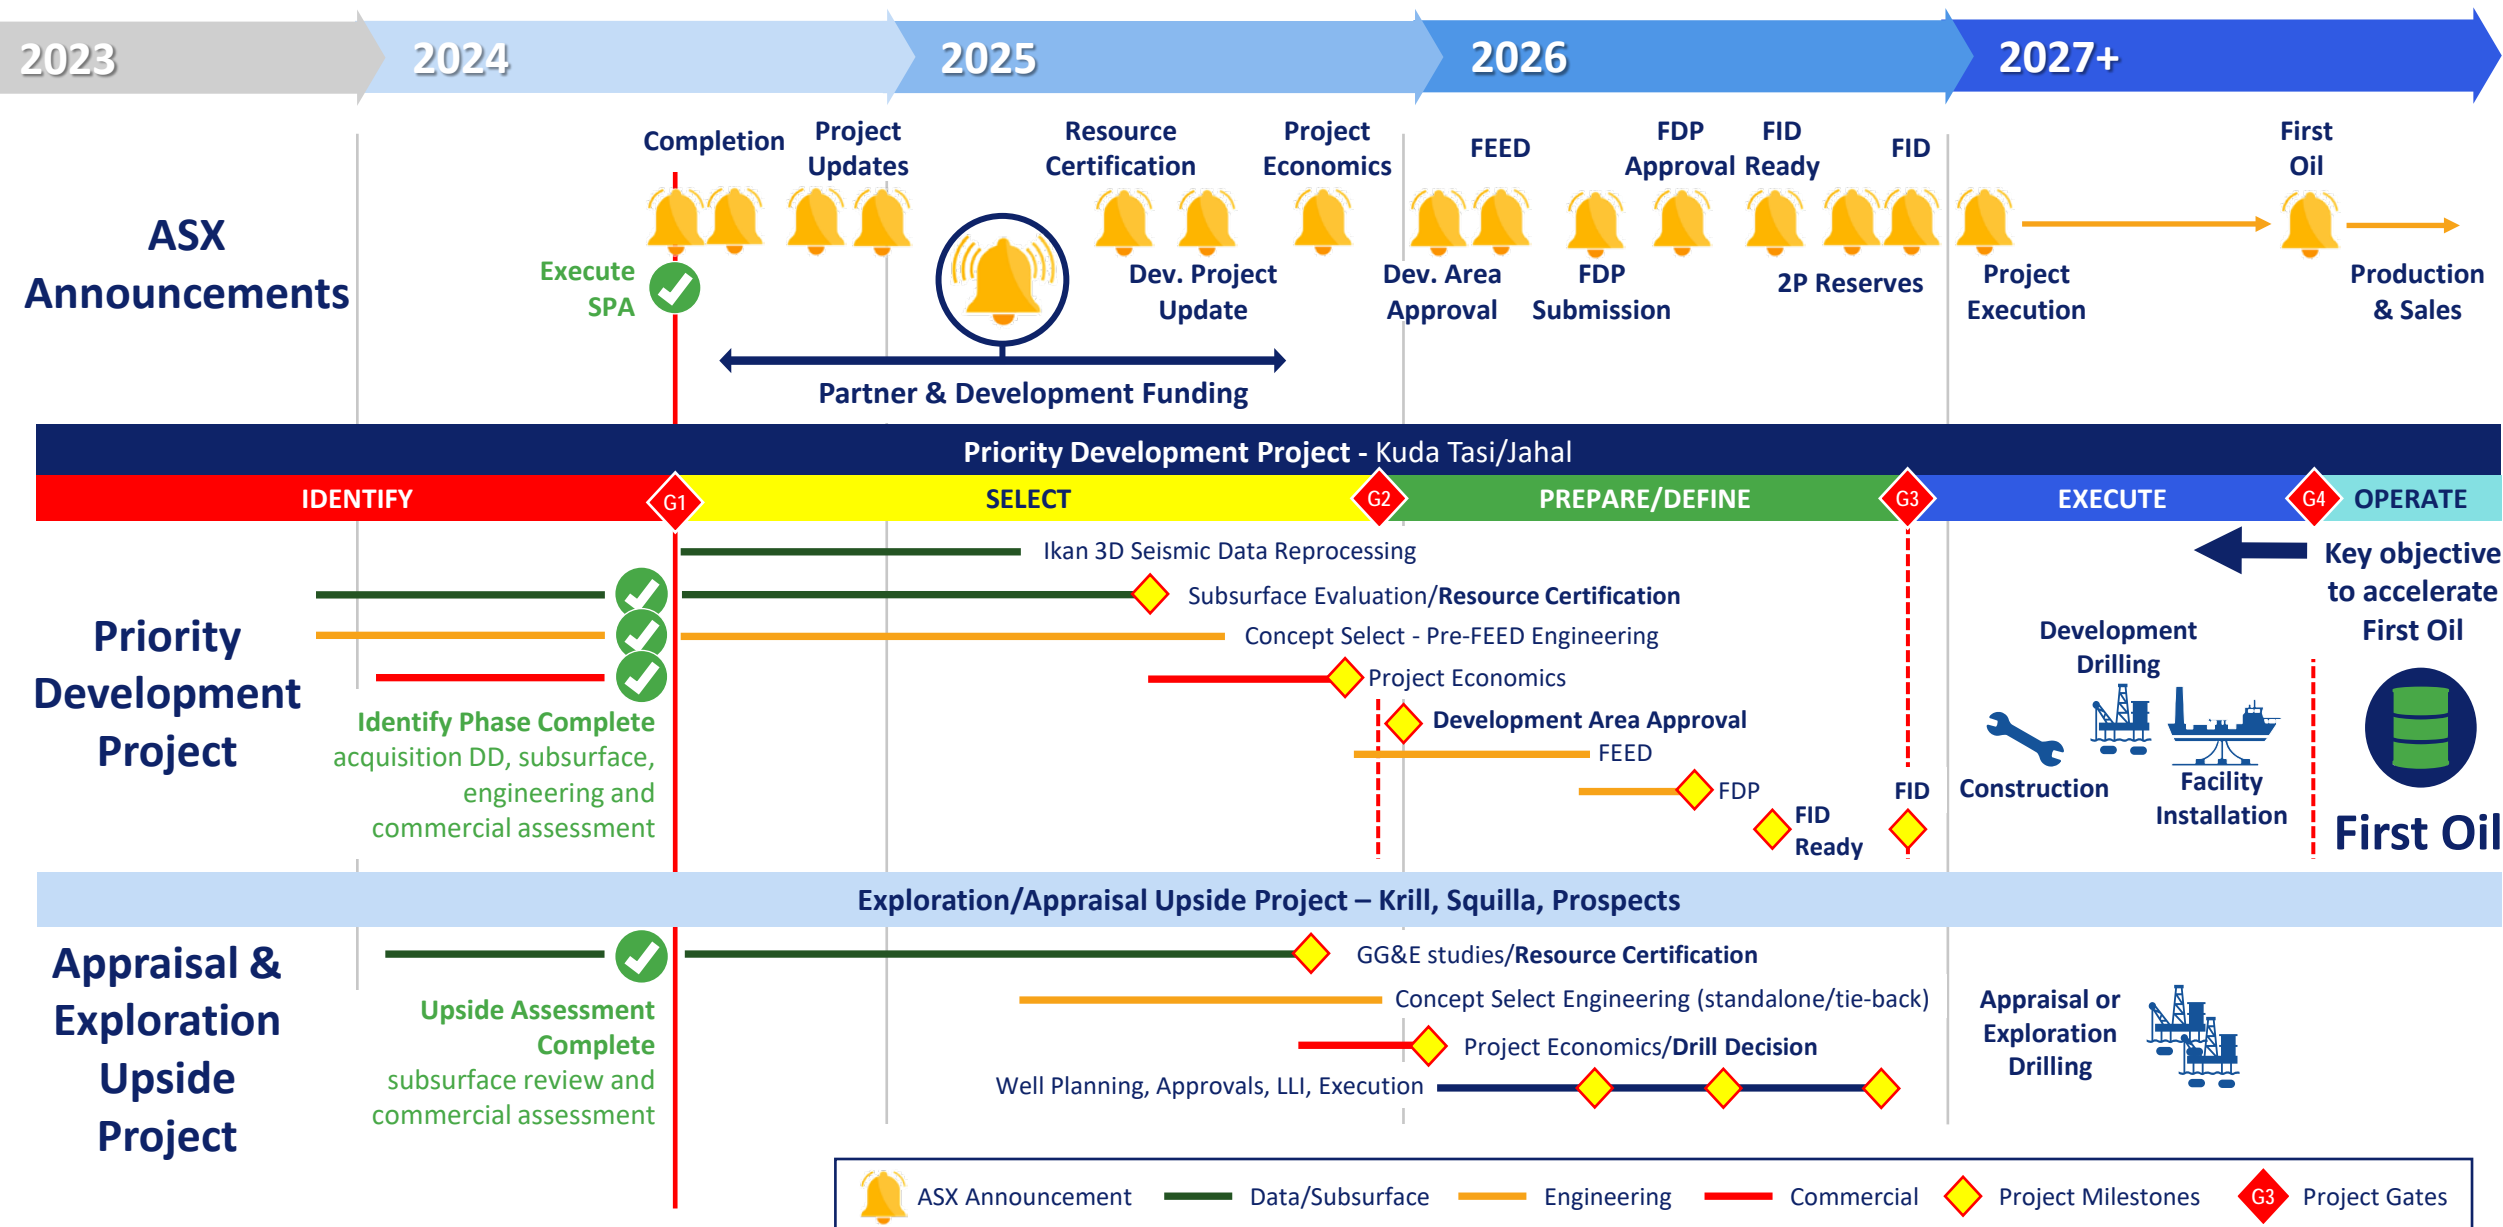 2023
2024
2025
2026
2027+
Completion
Project
Updates
Resource
Certification
Project
Economics
FEED
FDP
Approval
FID
Ready
FID
First
Oil
ASX
Announcements
Execute
SPA
Dev. Project
Update
Dev. Area
Approval
FDP
Submission
2P Reserves
Project
Execution
Production
& Sales
Partner & Development Funding
Priority Development Project - Kuda Tasi/Jahal
IDENTIFY
G1
SELECT
G2
PREPARE/DEFINE
G3
EXECUTE
G4
OPERATE
Priority
Development
Project
Ikan 3D Seismic Data Reprocessing
Subsurface Evaluation/Resource Certification
Concept Select - Pre-FEED Engineering
Project Economics
Development Area Approval
FEED
FDP
FID
Ready
FID
Identify Phase Complete
acquisition DD, subsurface,
engineering and
commercial assessment
Key objective
to accelerate
First Oil
Development
Drilling
Construction
Facility
Installation
First Oil
Exploration/Appraisal Upside Project – Krill, Squilla, Prospects
Appraisal &
Exploration
Upside
Project
Upside Assessment
Complete
subsurface review and
commercial assessment
GG&E studies/Resource Certification
Concept Select Engineering (standalone/tie-back)
Project Economics/Drill Decision
Well Planning, Approvals, LLI, Execution
Appraisal or
Exploration
Drilling
ASX Announcement
Data/Subsurface
Engineering
Commercial
Project Milestones
G3
Project Gates